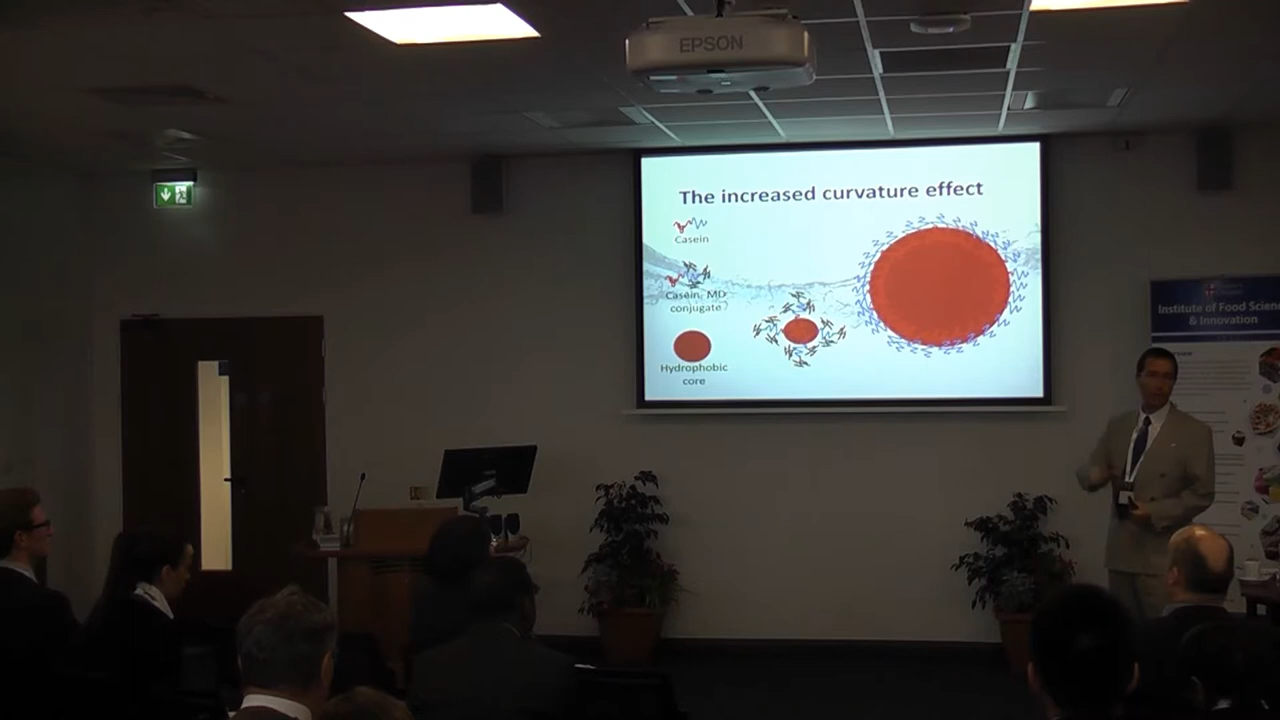 EPSON
The increased curvature effect
Casein
Casein- MD
conjugate
Hydrophobic
core
Institute of Food Scien
& Innovation